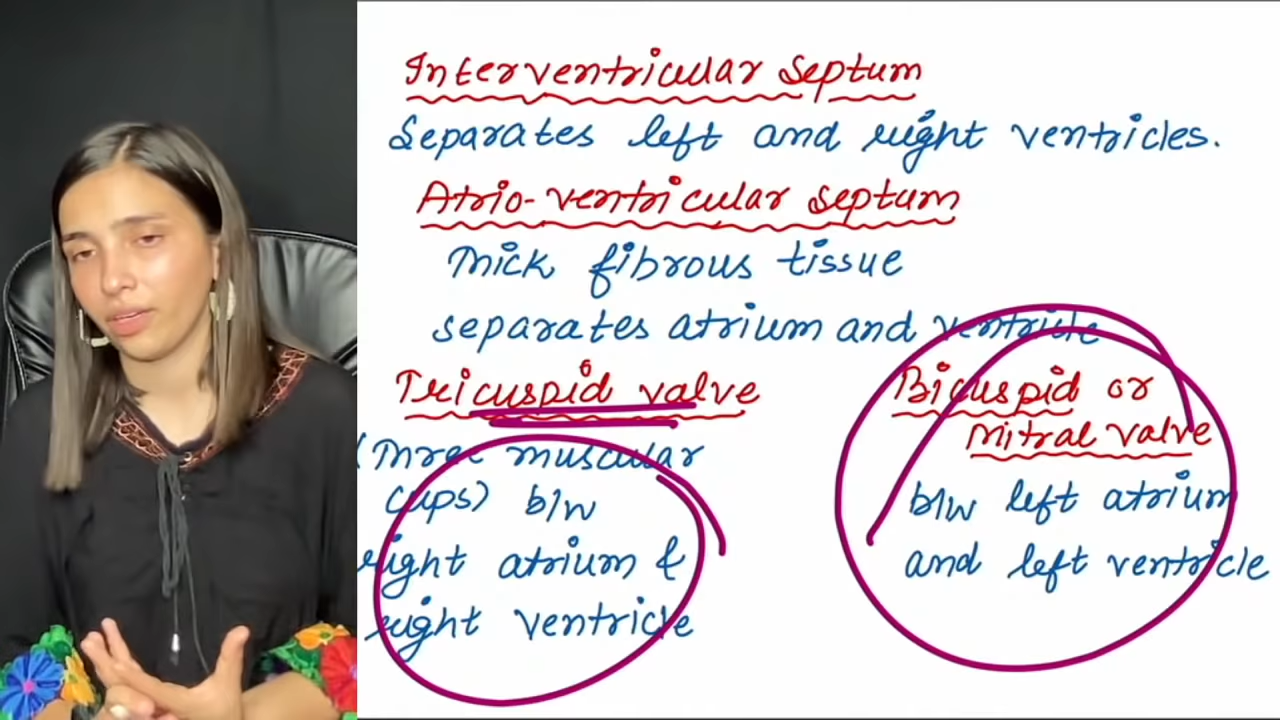 Interventricular Septum
Separates left and right ventricles.
Atrio-ventricular septum
Thick fibrous tissue
separates atrium and ventricle
Tricuspid valve
(Three muscular
cups) b/w
right atrium &
right ventricle
Bicuspid or
Mitral valve
b/w left atrium
and left ventricle